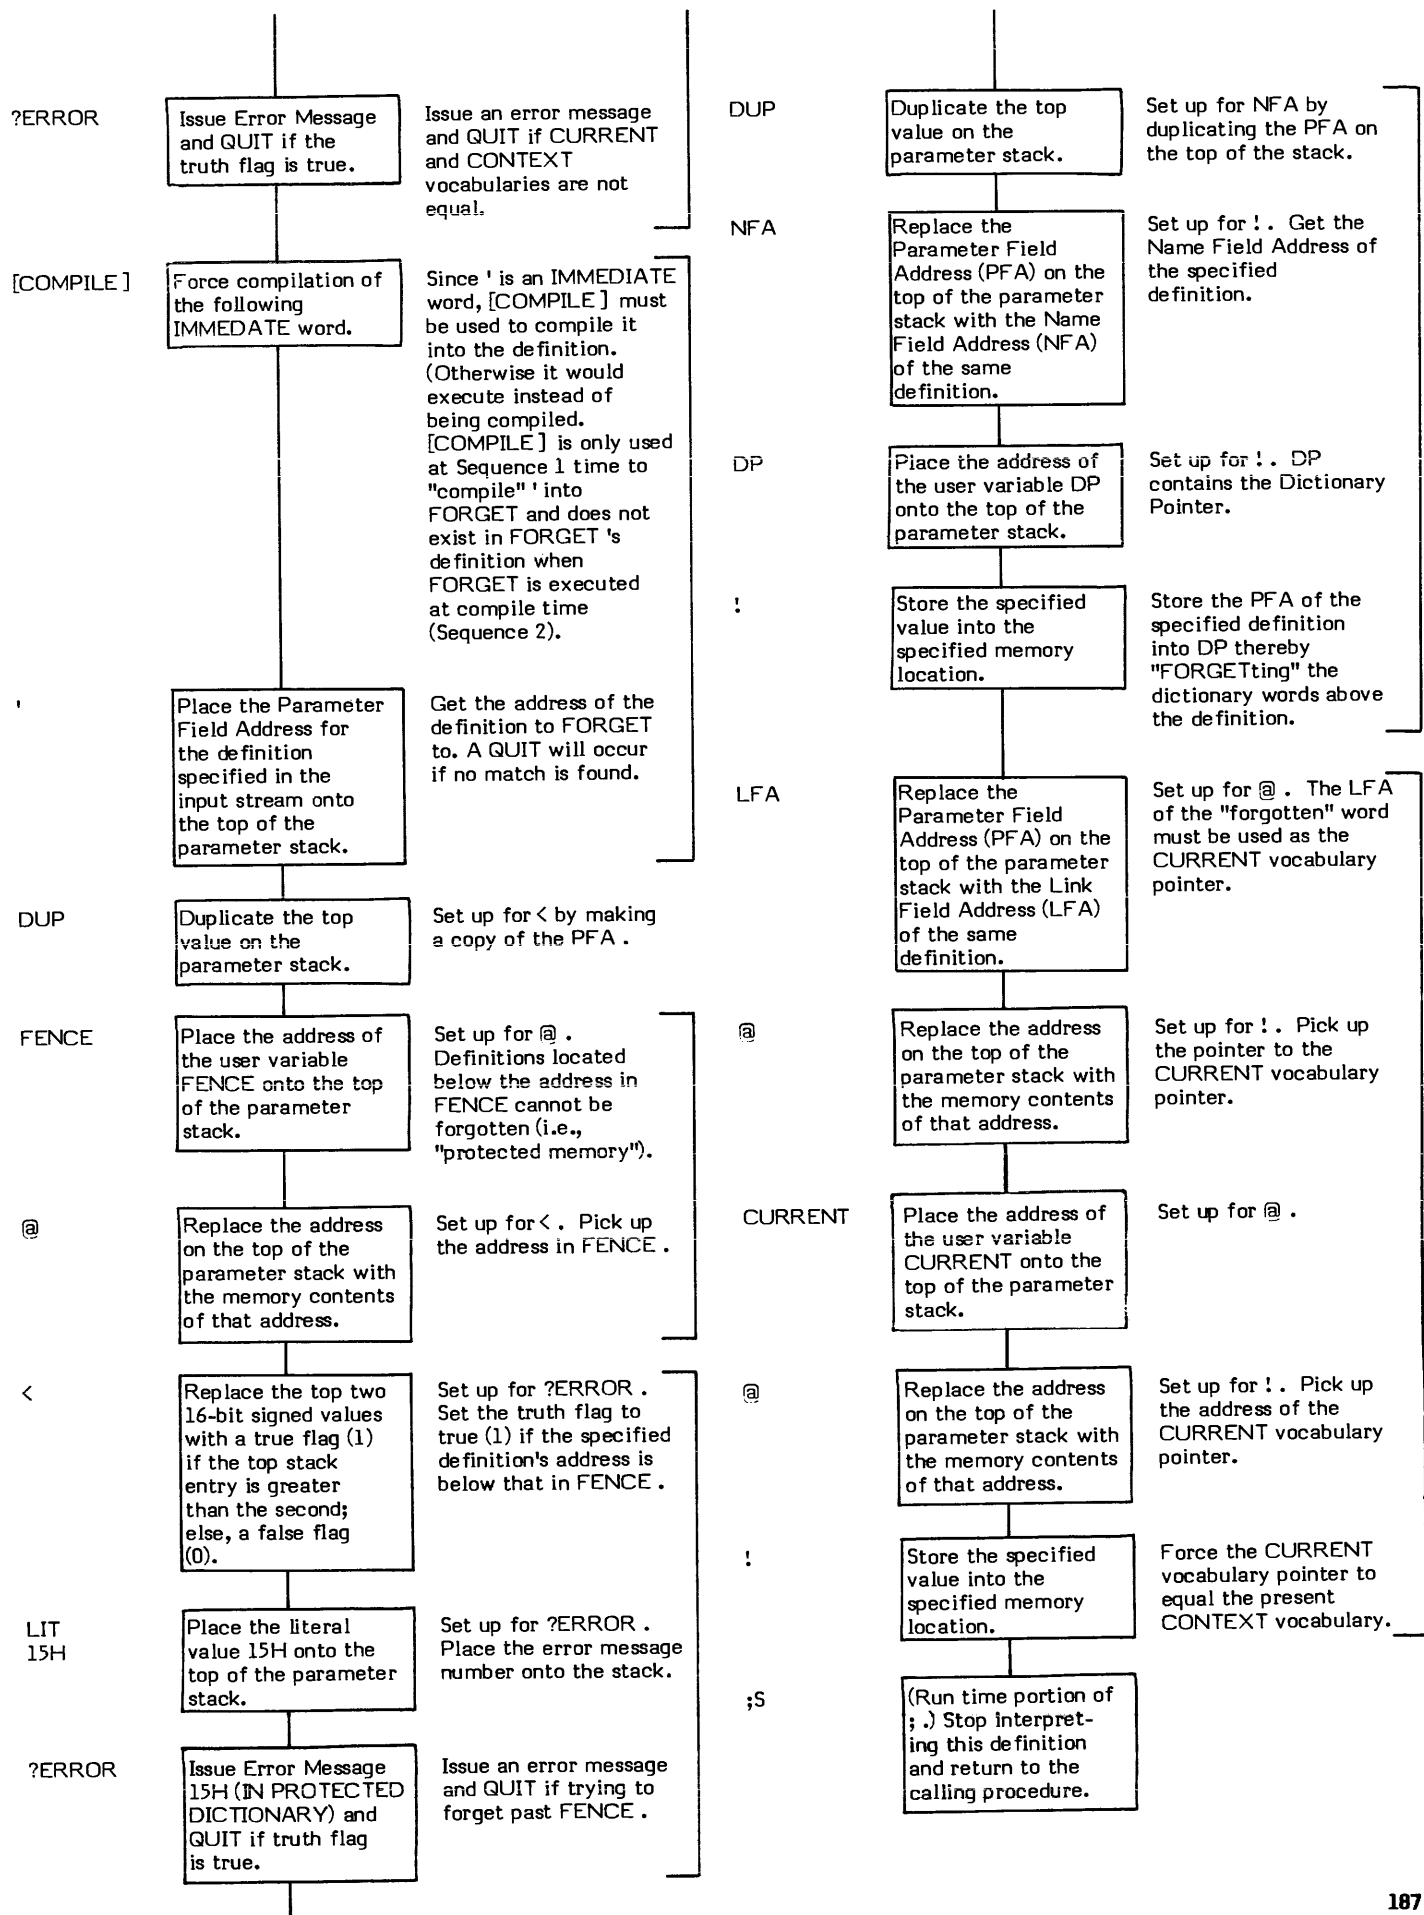 ?ERROR
Issue Error Message
and QUIT if the
truth flag is true.
Issue an error message
and QUIT if CURRENT
and CONTEXT
vocabularies are not
equal.
[COMPILE]
Force compilation of
the following
IMMEDATE word.
Since ' is an IMMEDIATE
word, [COMPILE] must
be used to compile it
into the definition.
(Otherwise it would
execute instead of
being compiled.
[COMPILE] is only used
at Sequence 1 time to
"compile" ' into
FORGET and does not
exist in FORGET 's
definition when
FORGET is executed
at compile time
(Sequence 2).
'
Place the Parameter
Field Address for
the definition
specified in the
input stream onto
the top of the
parameter stack.
Get the address of the
definition to FORGET
to. A QUIT will occur
if no match is found.
DUP
Duplicate the top
value on the
parameter stack.
Set up for < by making
a copy of the PFA .
FENCE
Place the address of
the user variable
FENCE onto the top
of the parameter
stack.
Set up for @ .
Definitions located
below the address in
FENCE cannot be
forgotten (i.e.,
"protected memory").
@
Replace the address
on the top of the
parameter stack with
the memory contents
of that address.
Set up for < . Pick up
the address in FENCE .
<
Replace the top two
16-bit signed values
with a true flag (1)
if the top stack
entry is greater
than the second;
else, a false flag
(0).
Set up for ?ERROR .
Set the truth flag to
true (1) if the specified
definition's address is
below that in FENCE .
LIT
15H
Place the literal
value 15H onto the
top of the parameter
stack.
Set up for ?ERROR .
Place the error message
number onto the stack.
?ERROR
Issue Error Message
15H (IN PROTECTED
DICTIONARY) and
QUIT if truth flag
is true.
Issue an error message
and QUIT if trying to
forget past FENCE .
DUP
Duplicate the top
value on the
parameter stack.
Set up for NFA by
duplicating the PFA on
the top of the stack.
NFA
Replace the
Parameter Field
Address (PFA) on the
top of the parameter
stack with the Name
Field Address (NFA)
of the same
definition.
Set up for ! . Get the
Name Field Address of
the specified
definition.
DP
Place the address of
the user variable DP
onto the top of the
parameter stack.
Set up for ! . DP
contains the Dictionary
Pointer.
!
Store the specified
value into the
specified memory
location.
Store the PFA of the
specified definition
into DP thereby
"FORGETting" the
dictionary words above
the definition.
LFA
Replace the
Parameter Field
Address (PFA) on the
top of the parameter
stack with the Link
Field Address (LFA)
of the same
definition.
Set up for @ . The LFA
of the "forgotten" word
must be used as the
CURRENT vocabulary
pointer.
@
Replace the address
on the top of the
parameter stack with
the memory contents
of that address.
Set up for ! . Pick up
the pointer to the
CURRENT vocabulary
pointer.
CURRENT
Place the address of
the user variable
CURRENT onto the
top of the parameter
stack.
Set up for @ .
@
Replace the address
on the top of the
parameter stack with
the memory contents
of that address.
Set up for ! . Pick up
the address of the
CURRENT vocabulary
pointer.
!
Store the specified
value into the
specified memory
location.
Force the CURRENT
vocabulary pointer to
equal the present
CONTEXT vocabulary.
;S
(Run time portion of
; .) Stop interpret-
ing this definition
and return to the
calling procedure.
187